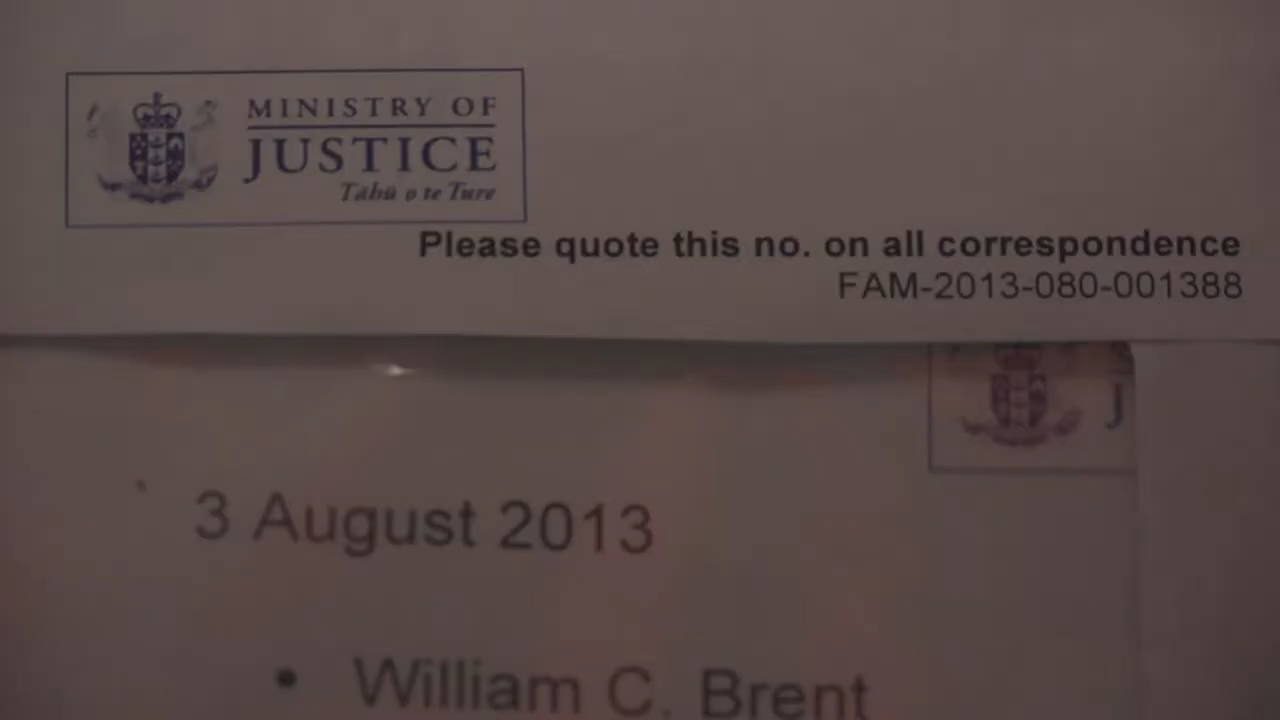 MINISTRY OF
JUSTICE
Tāhū o te Ture
Please quote this no. on all correspondence
FAM-2013-080-001388
J
3 August 2013
• William C. Brent